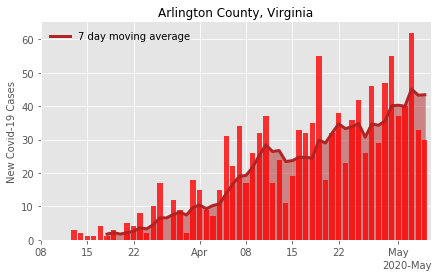 Arlington County, Virginia
7 day moving average
New Covid-19 Cases
60
50
40
30
20
10
0
08 15 22 Apr 08 15 22 May
2020-May